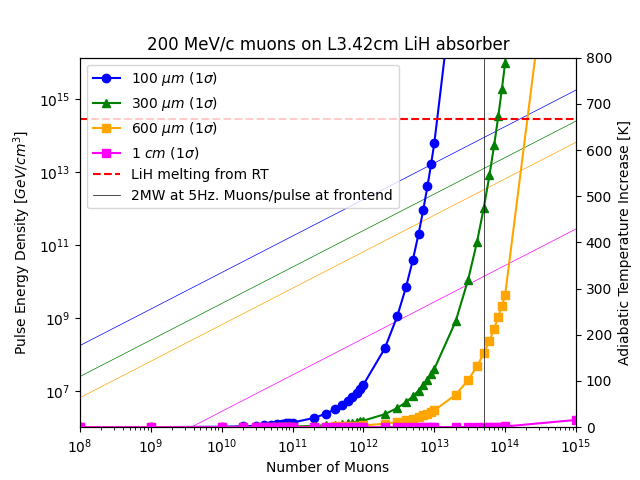 200 MeV/c muons on L3.42cm LiH absorber
100 μm (1σ)
300 μm (1σ)
600 μm (1σ)
1 cm (1σ)
LiH melting from RT
2MW at 5Hz. Muons/pulse at frontend
Pulse Energy Density [GeV/cm³]
10¹⁵
10¹³
10¹¹
10⁹
10⁷
Adiabatic Temperature Increase [K]
800
700
600
500
400
300
200
100
0
10⁸ 10⁹ 10¹⁰ 10¹¹ 10¹² 10¹³ 10¹⁴ 10¹⁵
Number of Muons